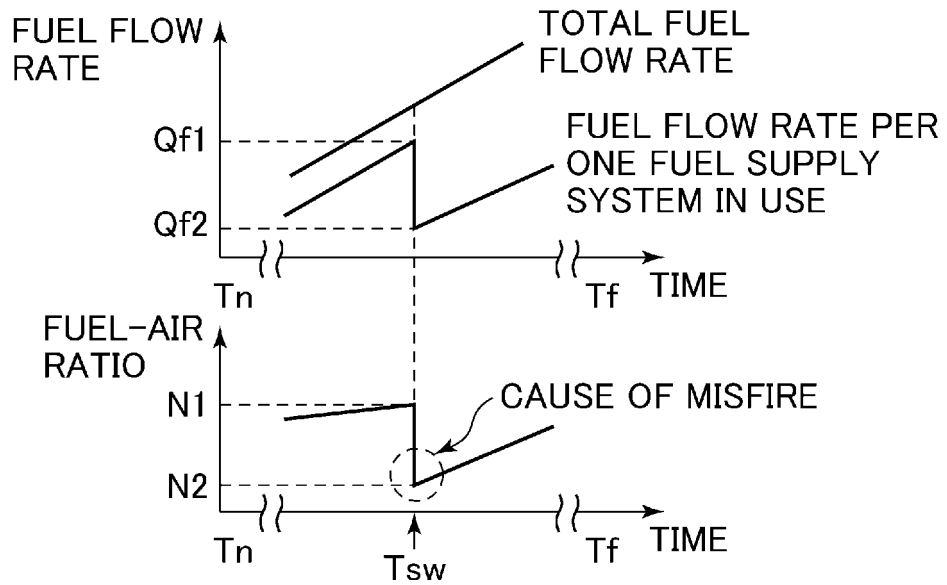 FUEL FLOW
RATE
TOTAL FUEL
FLOW RATE
Qf1
FUEL FLOW RATE PER
ONE FUEL SUPPLY
SYSTEM IN USE
Qf2
Tn
Tf
TIME
FUEL-AIR
RATIO
N1
CAUSE OF MISFIRE
N2
Tn
Tsw
Tf
TIME